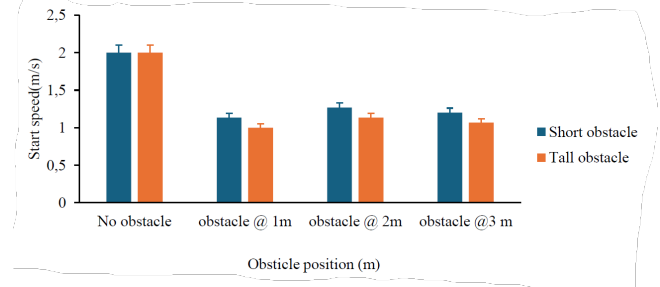 2,5
2
1,5
1
0,5
0
Start speed(m/s)
No obstacle obstacle @ 1m obstacle @ 2m obstacle @3 m
Obsticle position (m)
Short obstacle
Tall obstacle